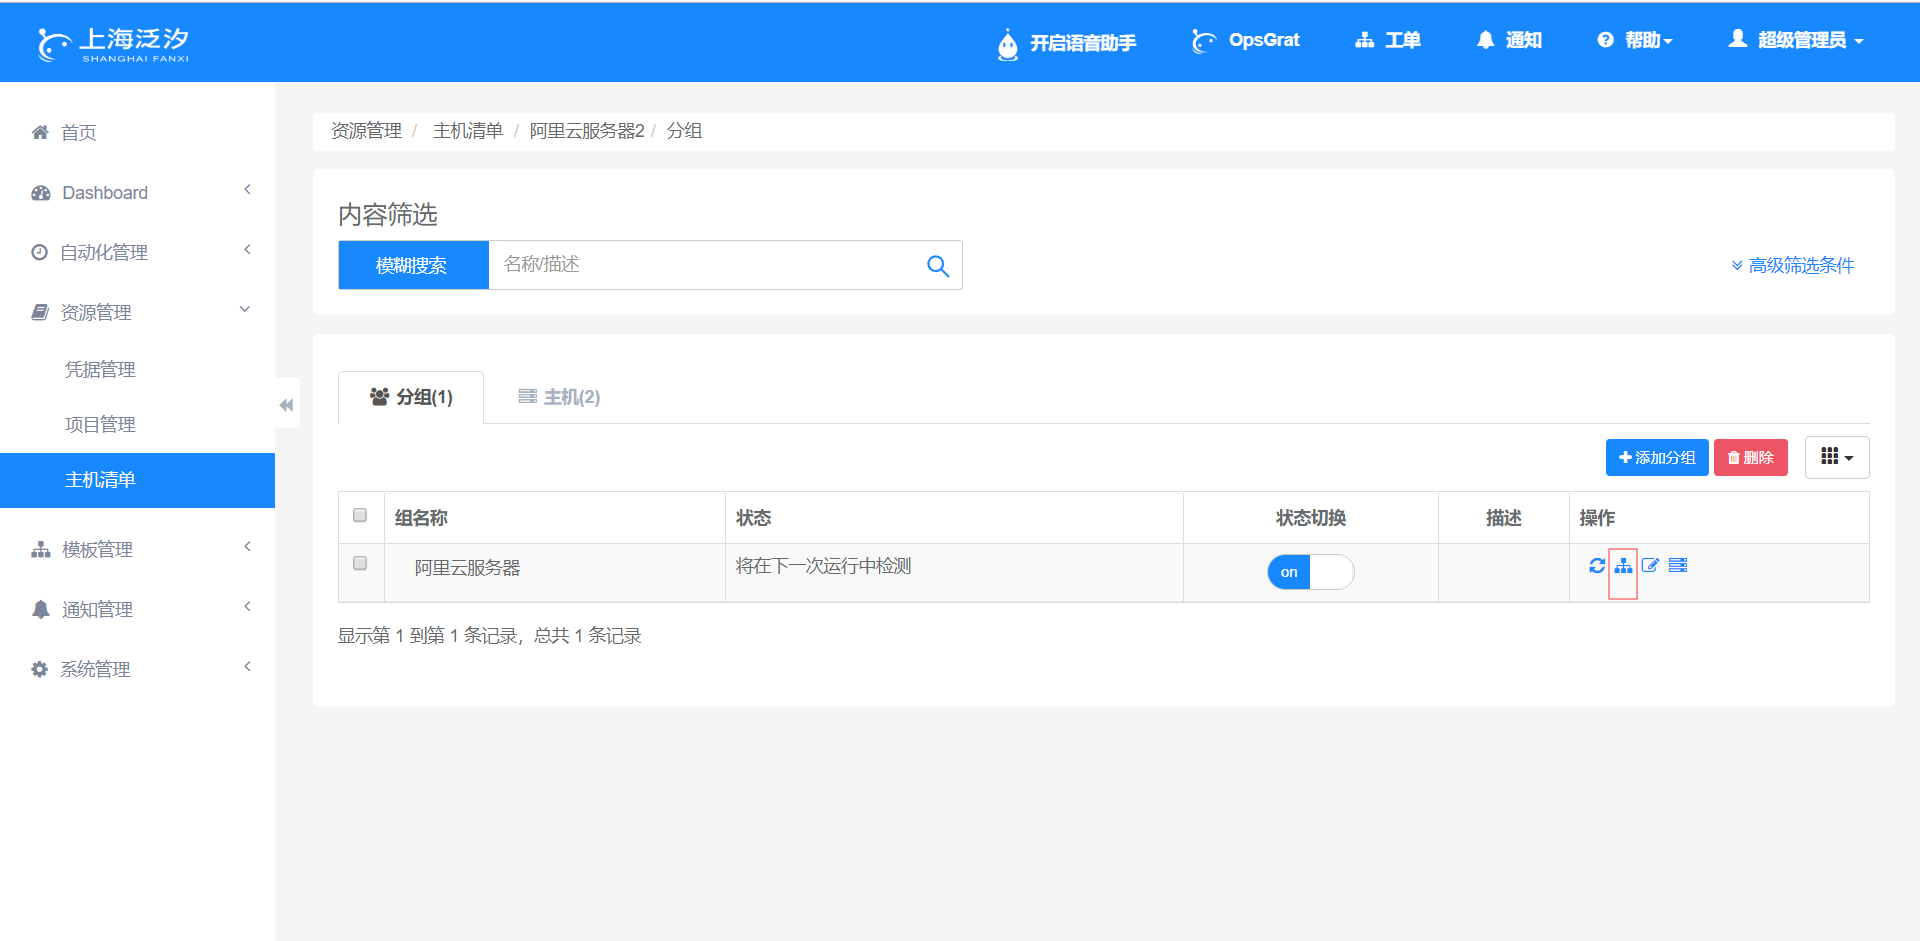 上海泛汐
SHANGHAI FANXI
开启语音助手
OpsGrat
工单
通知
帮助
超级管理员
首页
Dashboard
自动化管理
资源管理
凭据管理
项目管理
主机清单
模板管理
通知管理
系统管理
资源管理 / 主机清单 / 阿里云服务器2 / 分组
内容筛选
模糊搜索
名称/描述
高级筛选条件
分组(1)
主机(2)
添加分组
删除
组名称 状态 状态切换 描述 操作
阿里云服务器 将在下一次运行中检测 on
显示第 1 到第 1 条记录，总共 1 条记录